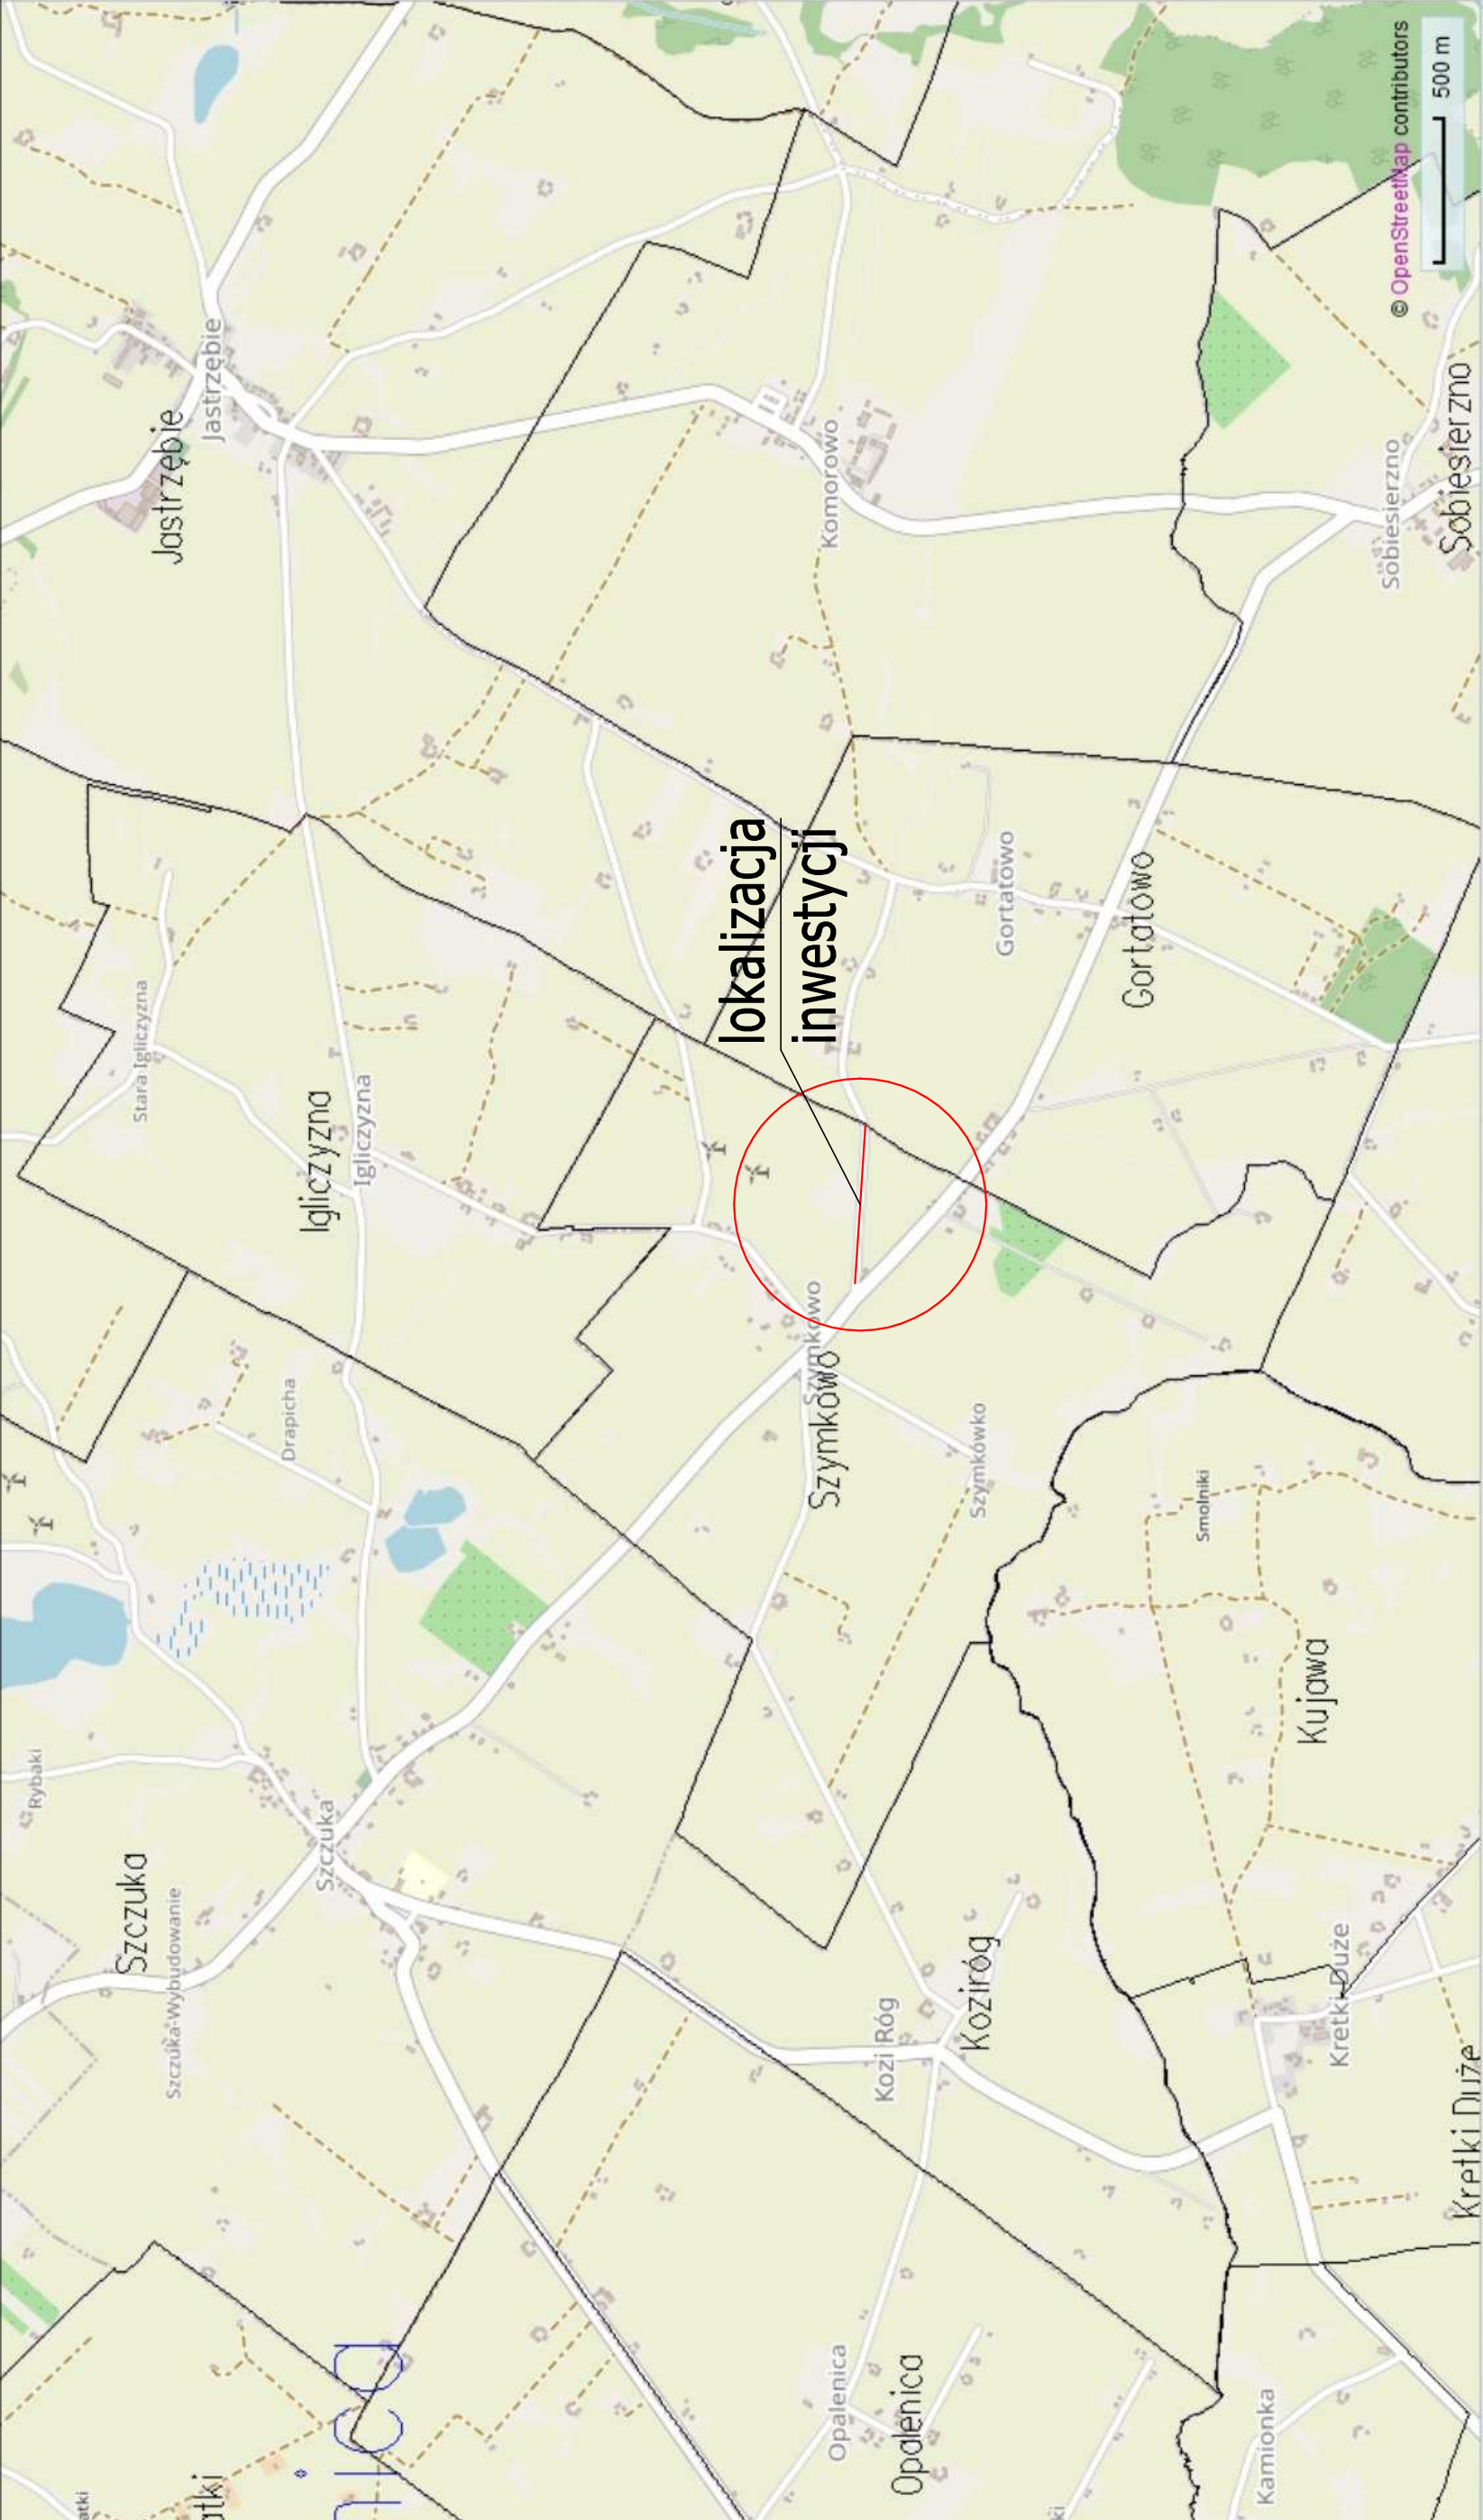 Rybaki
Szczuka
Szczuka-Wybudowanie
Szczuka
Drapicha
Stara Igliczyzna
Igliczyzna
Igliczyzna
Jastrzębie
Jastrzębie
Opalenica
Opalenica
Kozi Róg
Koziróg
Szymkowo
Szymkowo
Szymkówko
lokalizacja
inwestycji
Komorowo
Gortatowo
Gortatowo
Kamionka
Kretki Duże
Kretki Duże
Kujawa
Smolniki
Sobiesierzno
Sobiesierzno
© OpenStreetMap contributors
500 m